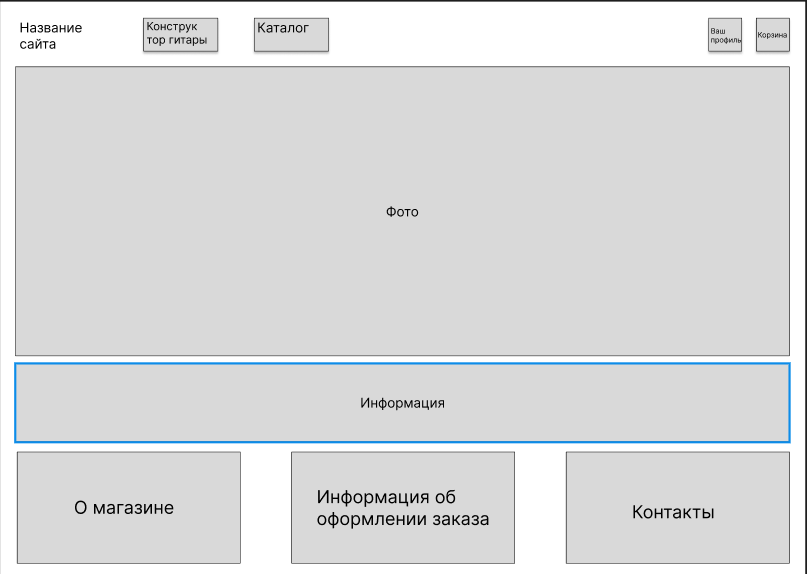 Название
сайта
Конструк
тор гитары
Каталог
Ваш
профиль
Корзина
Фото
Информация
О магазине
Информация об
оформлении заказа
Контакты